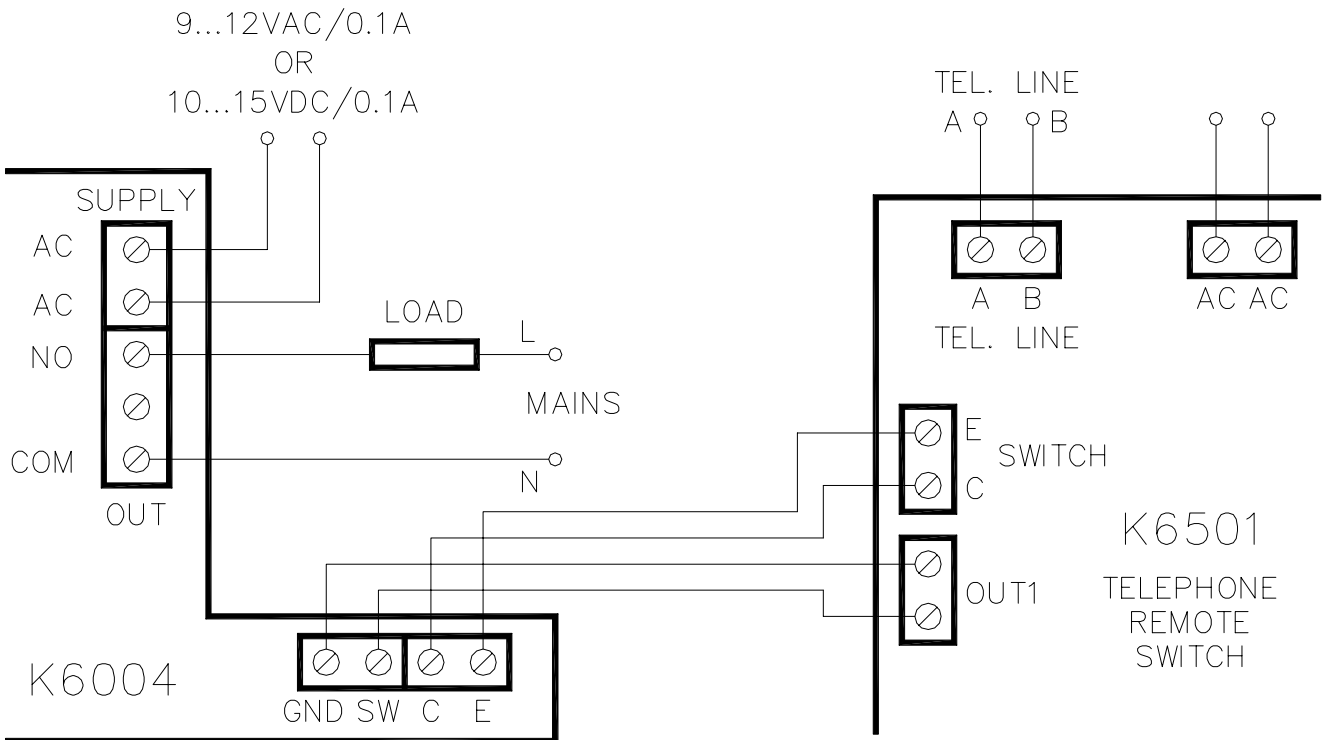 9...12VAC/0.1A
OR
10...15VDC/0.1A
SUPPLY
AC
AC
NO
COM
OUT
LOAD
L
MAINS
N
K6004
GND SW C E
TEL. LINE
A B
A B
TEL. LINE
AC AC
E
SWITCH
C
OUT1
K6501
TELEPHONE
REMOTE
SWITCH